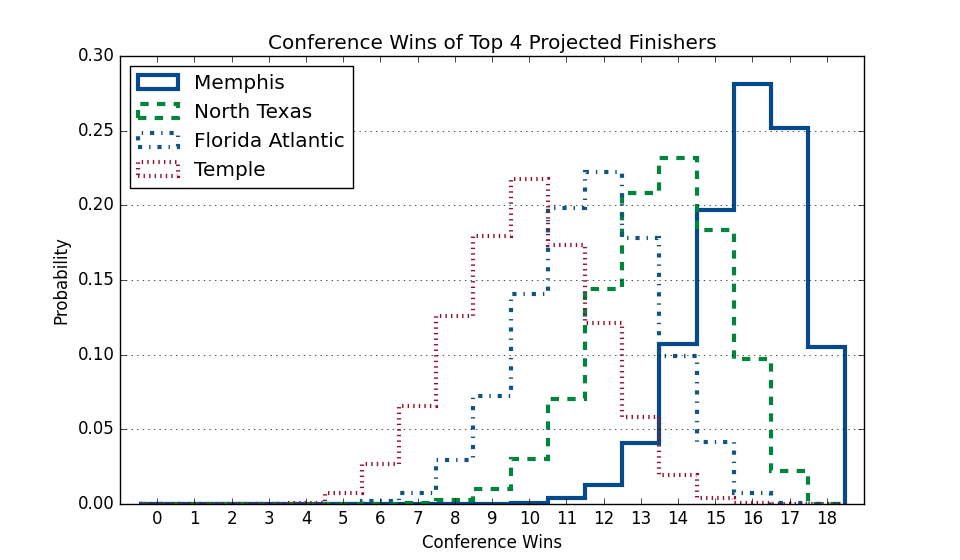 Conference Wins of Top 4 Projected Finishers
Memphis
North Texas
Florida Atlantic
Temple
0.30
0.25
0.20
0.15
0.10
0.05
0.00
Probability
0 1 2 3 4 5 6 7 8 9 10 11 12 13 14 15 16 17 18
Conference Wins